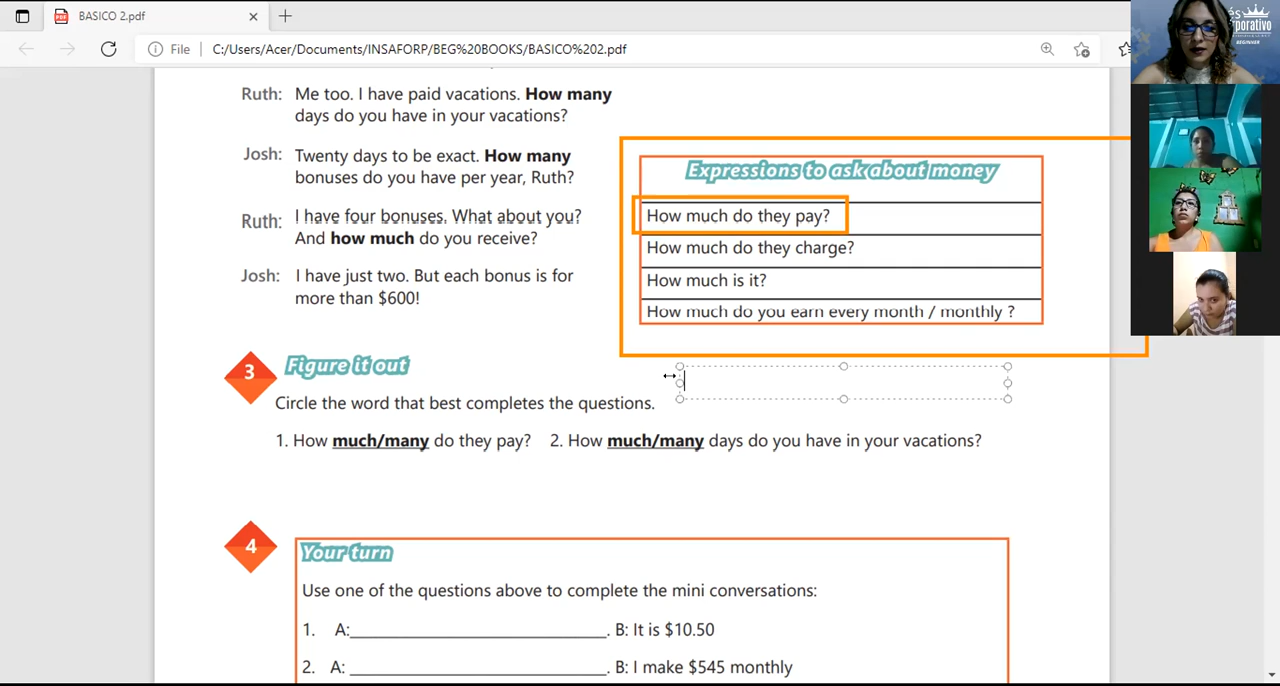 BASICO 2.pdf
File
C:/Users/Acer/Documents/INSAFORP/BEG%20BOOKS/BASICO%202.pdf
Ruth: Me too. I have paid vacations. How many
days do you have in your vacations?
Josh: Twenty days to be exact. How many
bonuses do you have per year, Ruth?
Ruth: I have four bonuses. What about you?
And how much do you receive?
Josh: I have just two. But each bonus is for
more than $600!
Expressions to ask about money
How much do they pay?
How much do they charge?
How much is it?
How much do you earn every month / monthly ?
3 Figure it out
Circle the word that best completes the questions.
1. How much/many do they pay? 2. How much/many days do you have in your vacations?
4 Your turn
Use one of the questions above to complete the mini conversations:
1. A:____________________________. B: It is $10.50
2. A: ____________________________. B: I make $545 monthly
BEGINNER